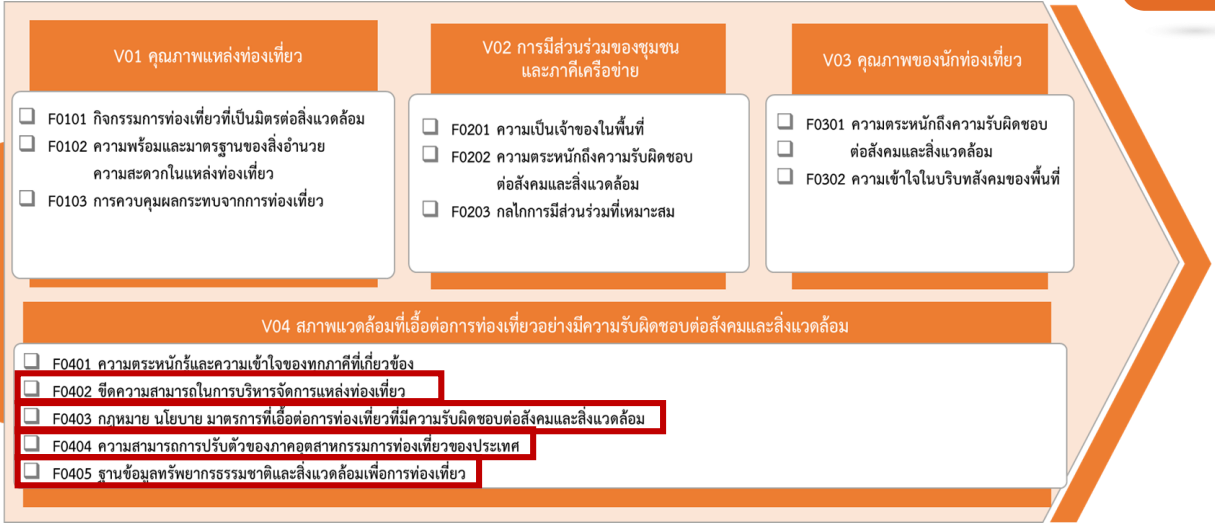 V01 คุณภาพแหล่งท่องเที่ยว
F0101 กิจกรรมการท่องเที่ยวที่เป็นมิตรต่อสิ่งแวดล้อม
F0102 ความพร้อมและมาตรฐานของสิ่งอำนวย
ความสะดวกในแหล่งท่องเที่ยว
F0103 การควบคุมผลกระทบจากการท่องเที่ยว
V02 การมีส่วนร่วมของชุมชน
และภาคีเครือข่าย
F0201 ความเป็นเจ้าของในพื้นที่
F0202 ความตระหนักถึงความรับผิดชอบ
ต่อสังคมและสิ่งแวดล้อม
F0203 กลไกการมีส่วนร่วมที่เหมาะสม
V03 คุณภาพของนักท่องเที่ยว
F0301 ความตระหนักถึงความรับผิดชอบ
ต่อสังคมและสิ่งแวดล้อม
F0302 ความเข้าใจในบริบทสังคมของพื้นที่
V04 สภาพแวดล้อมที่เอื้อต่อการท่องเที่ยวอย่างมีความรับผิดชอบต่อสังคมและสิ่งแวดล้อม
F0401 ความตระหนักรู้และความเข้าใจของทุกภาคีที่เกี่ยวข้อง
F0402 ขีดความสามารถในการบริหารจัดการแหล่งท่องเที่ยว
F0403 กฎหมาย นโยบาย มาตรการที่เอื้อต่อการท่องเที่ยวที่มีความรับผิดชอบต่อสังคมและสิ่งแวดล้อม
F0404 ความสามารถการปรับตัวของภาคอุตสาหกรรมการท่องเที่ยวของประเทศ
F0405 ฐานข้อมูลทรัพยากรธรรมชาติและสิ่งแวดล้อมเพื่อการท่องเที่ยว